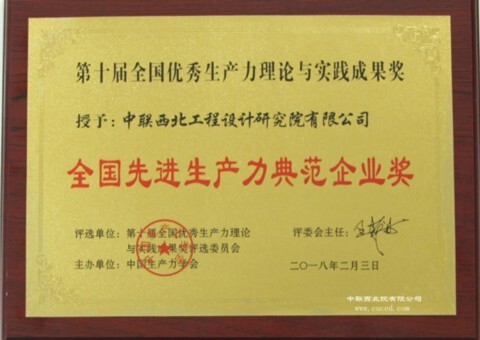 第十届全国优秀生产力理论与实践成果奖
授予：中联西北工程设计研究院有限公司
全国先进生产力典范企业奖
评选单位：第十届全国优秀生产力理论
与实践成果奖评选委员会
评委会主任：
主办单位：中国生产力学会
二〇一八年二月三日
中联西北院有限公司
www.cuced.com